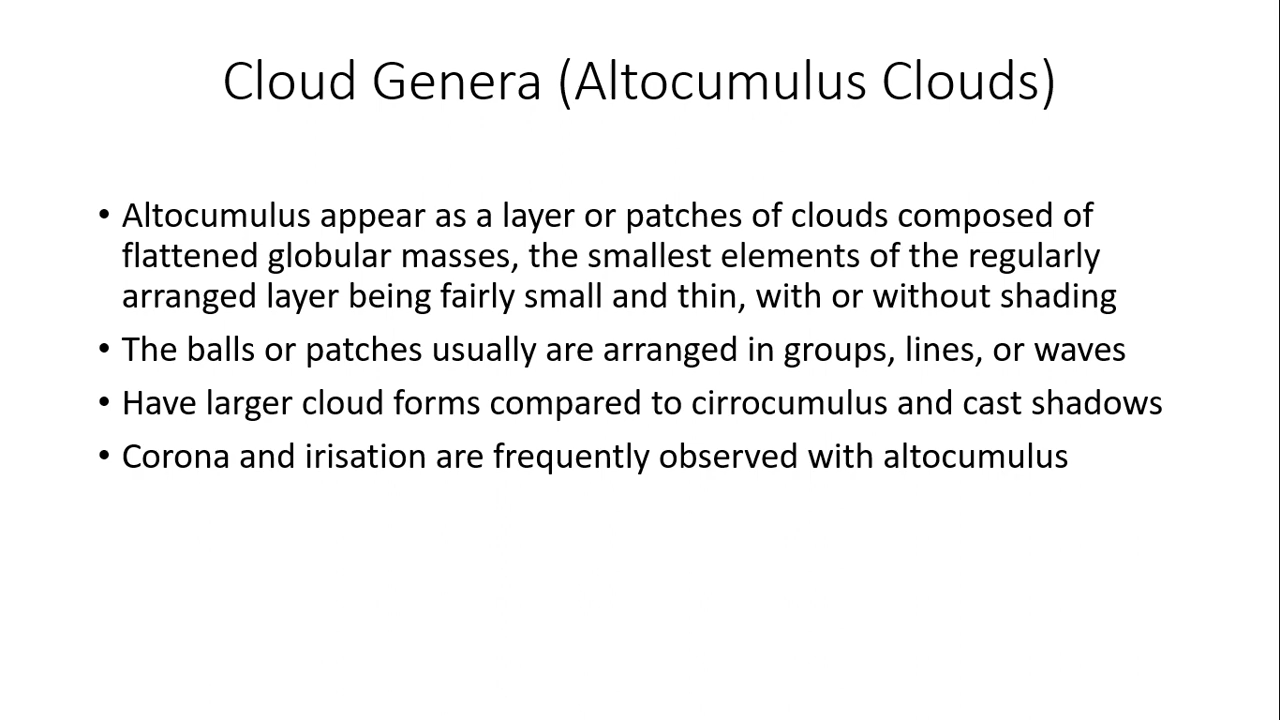 Cloud Genera (Altocumulus Clouds)
• Altocumulus appear as a layer or patches of clouds composed of
flattened globular masses, the smallest elements of the regularly
arranged layer being fairly small and thin, with or without shading
• The balls or patches usually are arranged in groups, lines, or waves
• Have larger cloud forms compared to cirrocumulus and cast shadows
• Corona and irisation are frequently observed with altocumulus